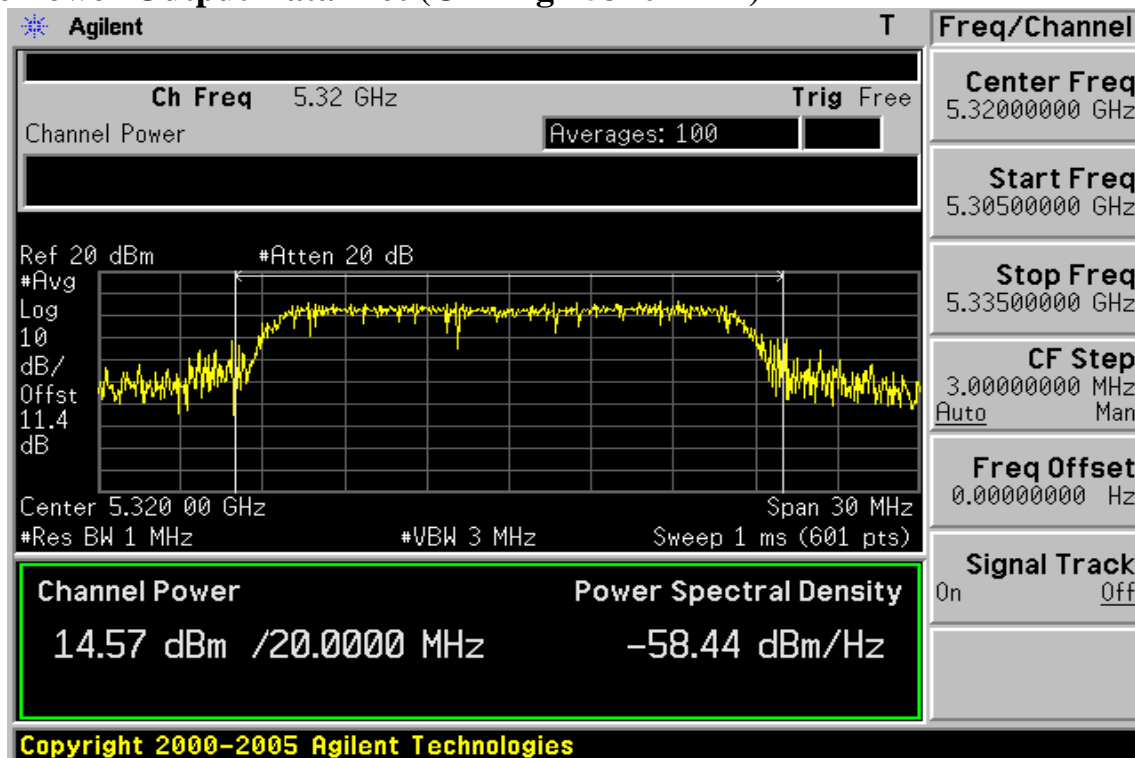 Agilent T
Freq/Channel
Ch Freq 5.32 GHz Trig Free
Channel Power Averages: 100
Ref 20 dBm #Atten 20 dB
#Avg
Log
10
dB/
Offst
11.4
dB
Center 5.320 00 GHz Span 30 MHz
#Res BW 1 MHz #VBW 3 MHz Sweep 1 ms (601 pts)
Channel Power Power Spectral Density
14.57 dBm /20.0000 MHz -58.44 dBm/Hz
Center Freq
5.32000000 GHz
Start Freq
5.30500000 GHz
Stop Freq
5.33500000 GHz
CF Step
3.00000000 MHz
Auto Man
Freq Offset
0.00000000 Hz
Signal Track
On Off
Copyright 2000-2005 Agilent Technologies